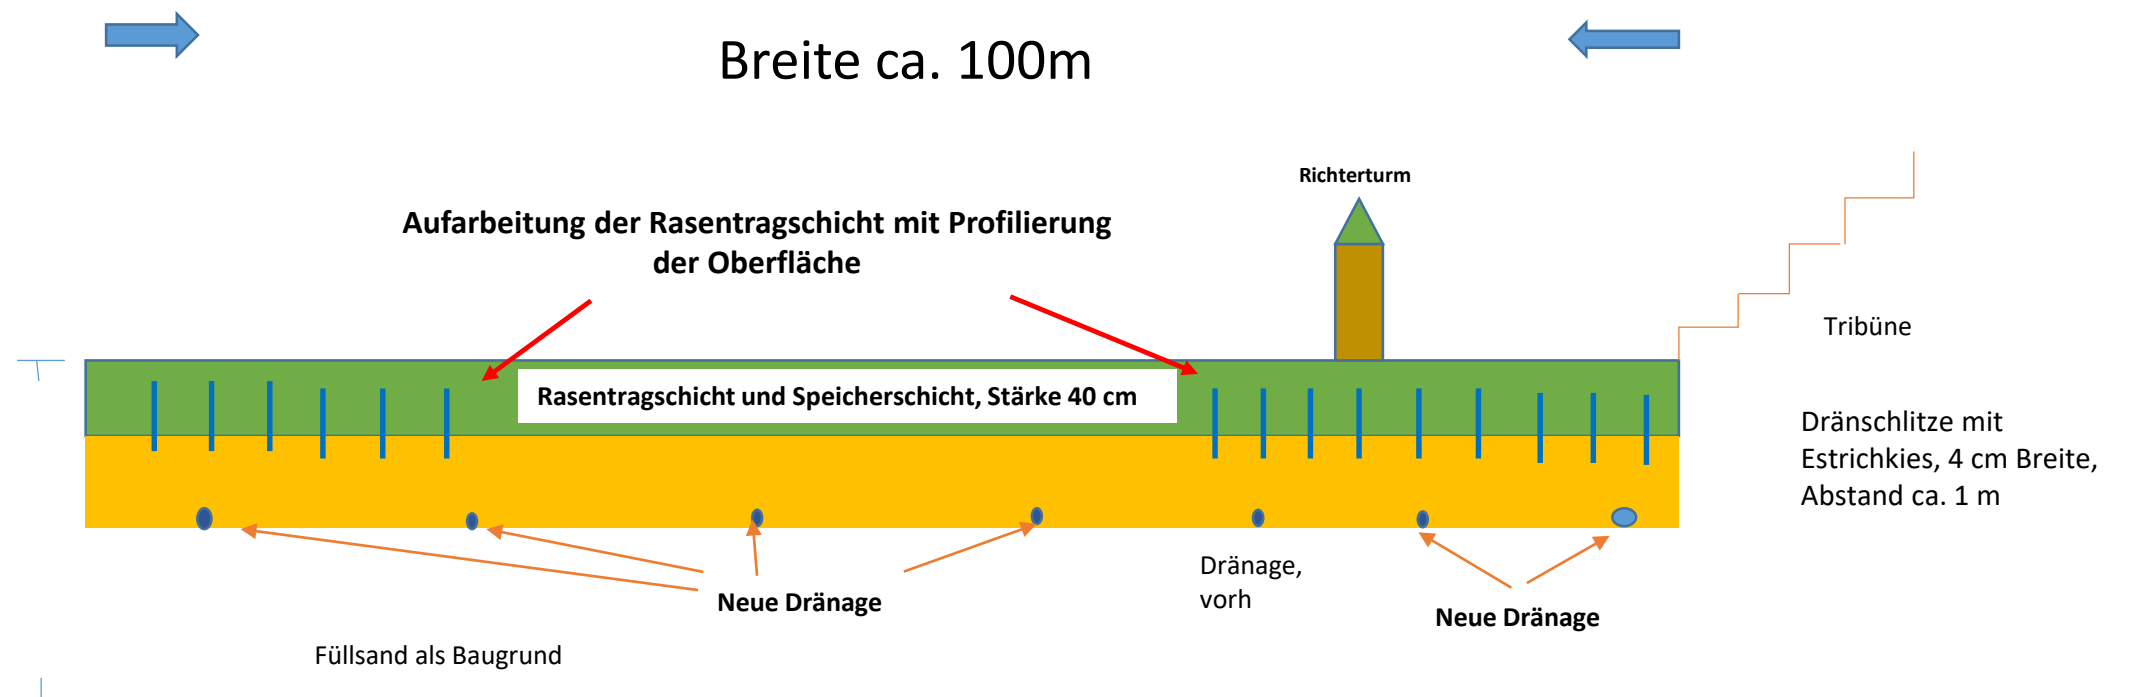 Breite ca. 100m
Richterturm
Aufarbeitung der Rasentragschicht mit Profilierung
der Oberfläche
Tribüne
Rasentragschicht und Speicherschicht, Stärke 40 cm
Dränschlitze mit
Estrichkies, 4 cm Breite,
Abstand ca. 1 m
Dränage,
vorh
Neue Dränage
Neue Dränage
Füllsand als Baugrund